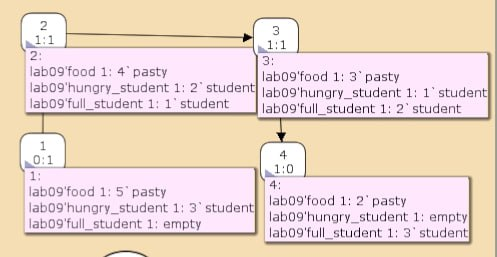 2
1:1
2:
lab09'food 1: 4`pasty
lab09'hungry_student 1: 2`student
lab09'full_student 1: 1`student
3
1:1
3:
lab09'food 1: 3`pasty
lab09'hungry_student 1: 1`student
lab09'full_student 1: 2`student
1
0:1
1:
lab09'food 1: 5`pasty
lab09'hungry_student 1: 3`student
lab09'full_student 1: empty
4
1:0
4:
lab09'food 1: 2`pasty
lab09'hungry_student 1: empty
lab09'full_student 1: 3`student